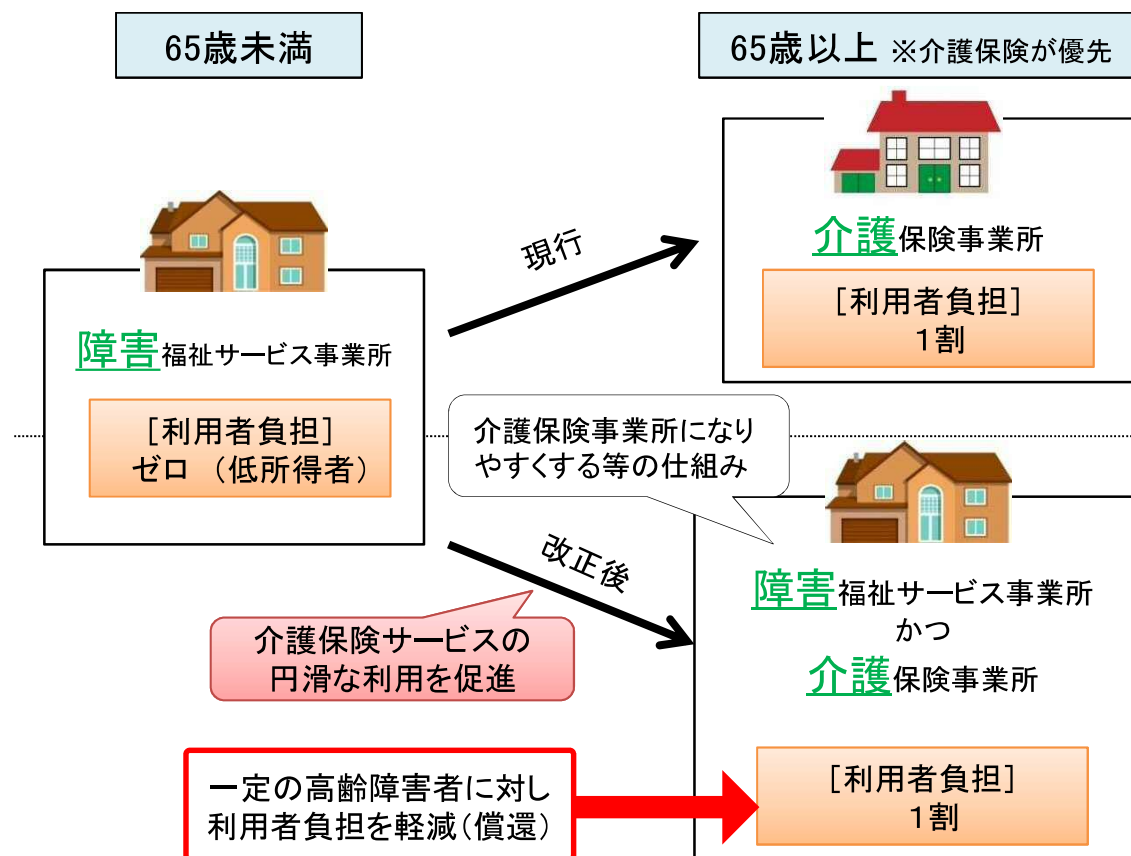 65歳未満
65歳以上 ※介護保険が優先
現行
介護保険事業所
[利用者負担]
1割
障害福祉サービス事業所
[利用者負担]
ゼロ (低所得者)
介護保険事業所になり
やすくする等の仕組み
改正後
介護保険サービスの
円滑な利用を促進
障害福祉サービス事業所
かつ
介護保険事業所
一定の高齢障害者に対し
利用者負担を軽減(償還)
[利用者負担]
1割